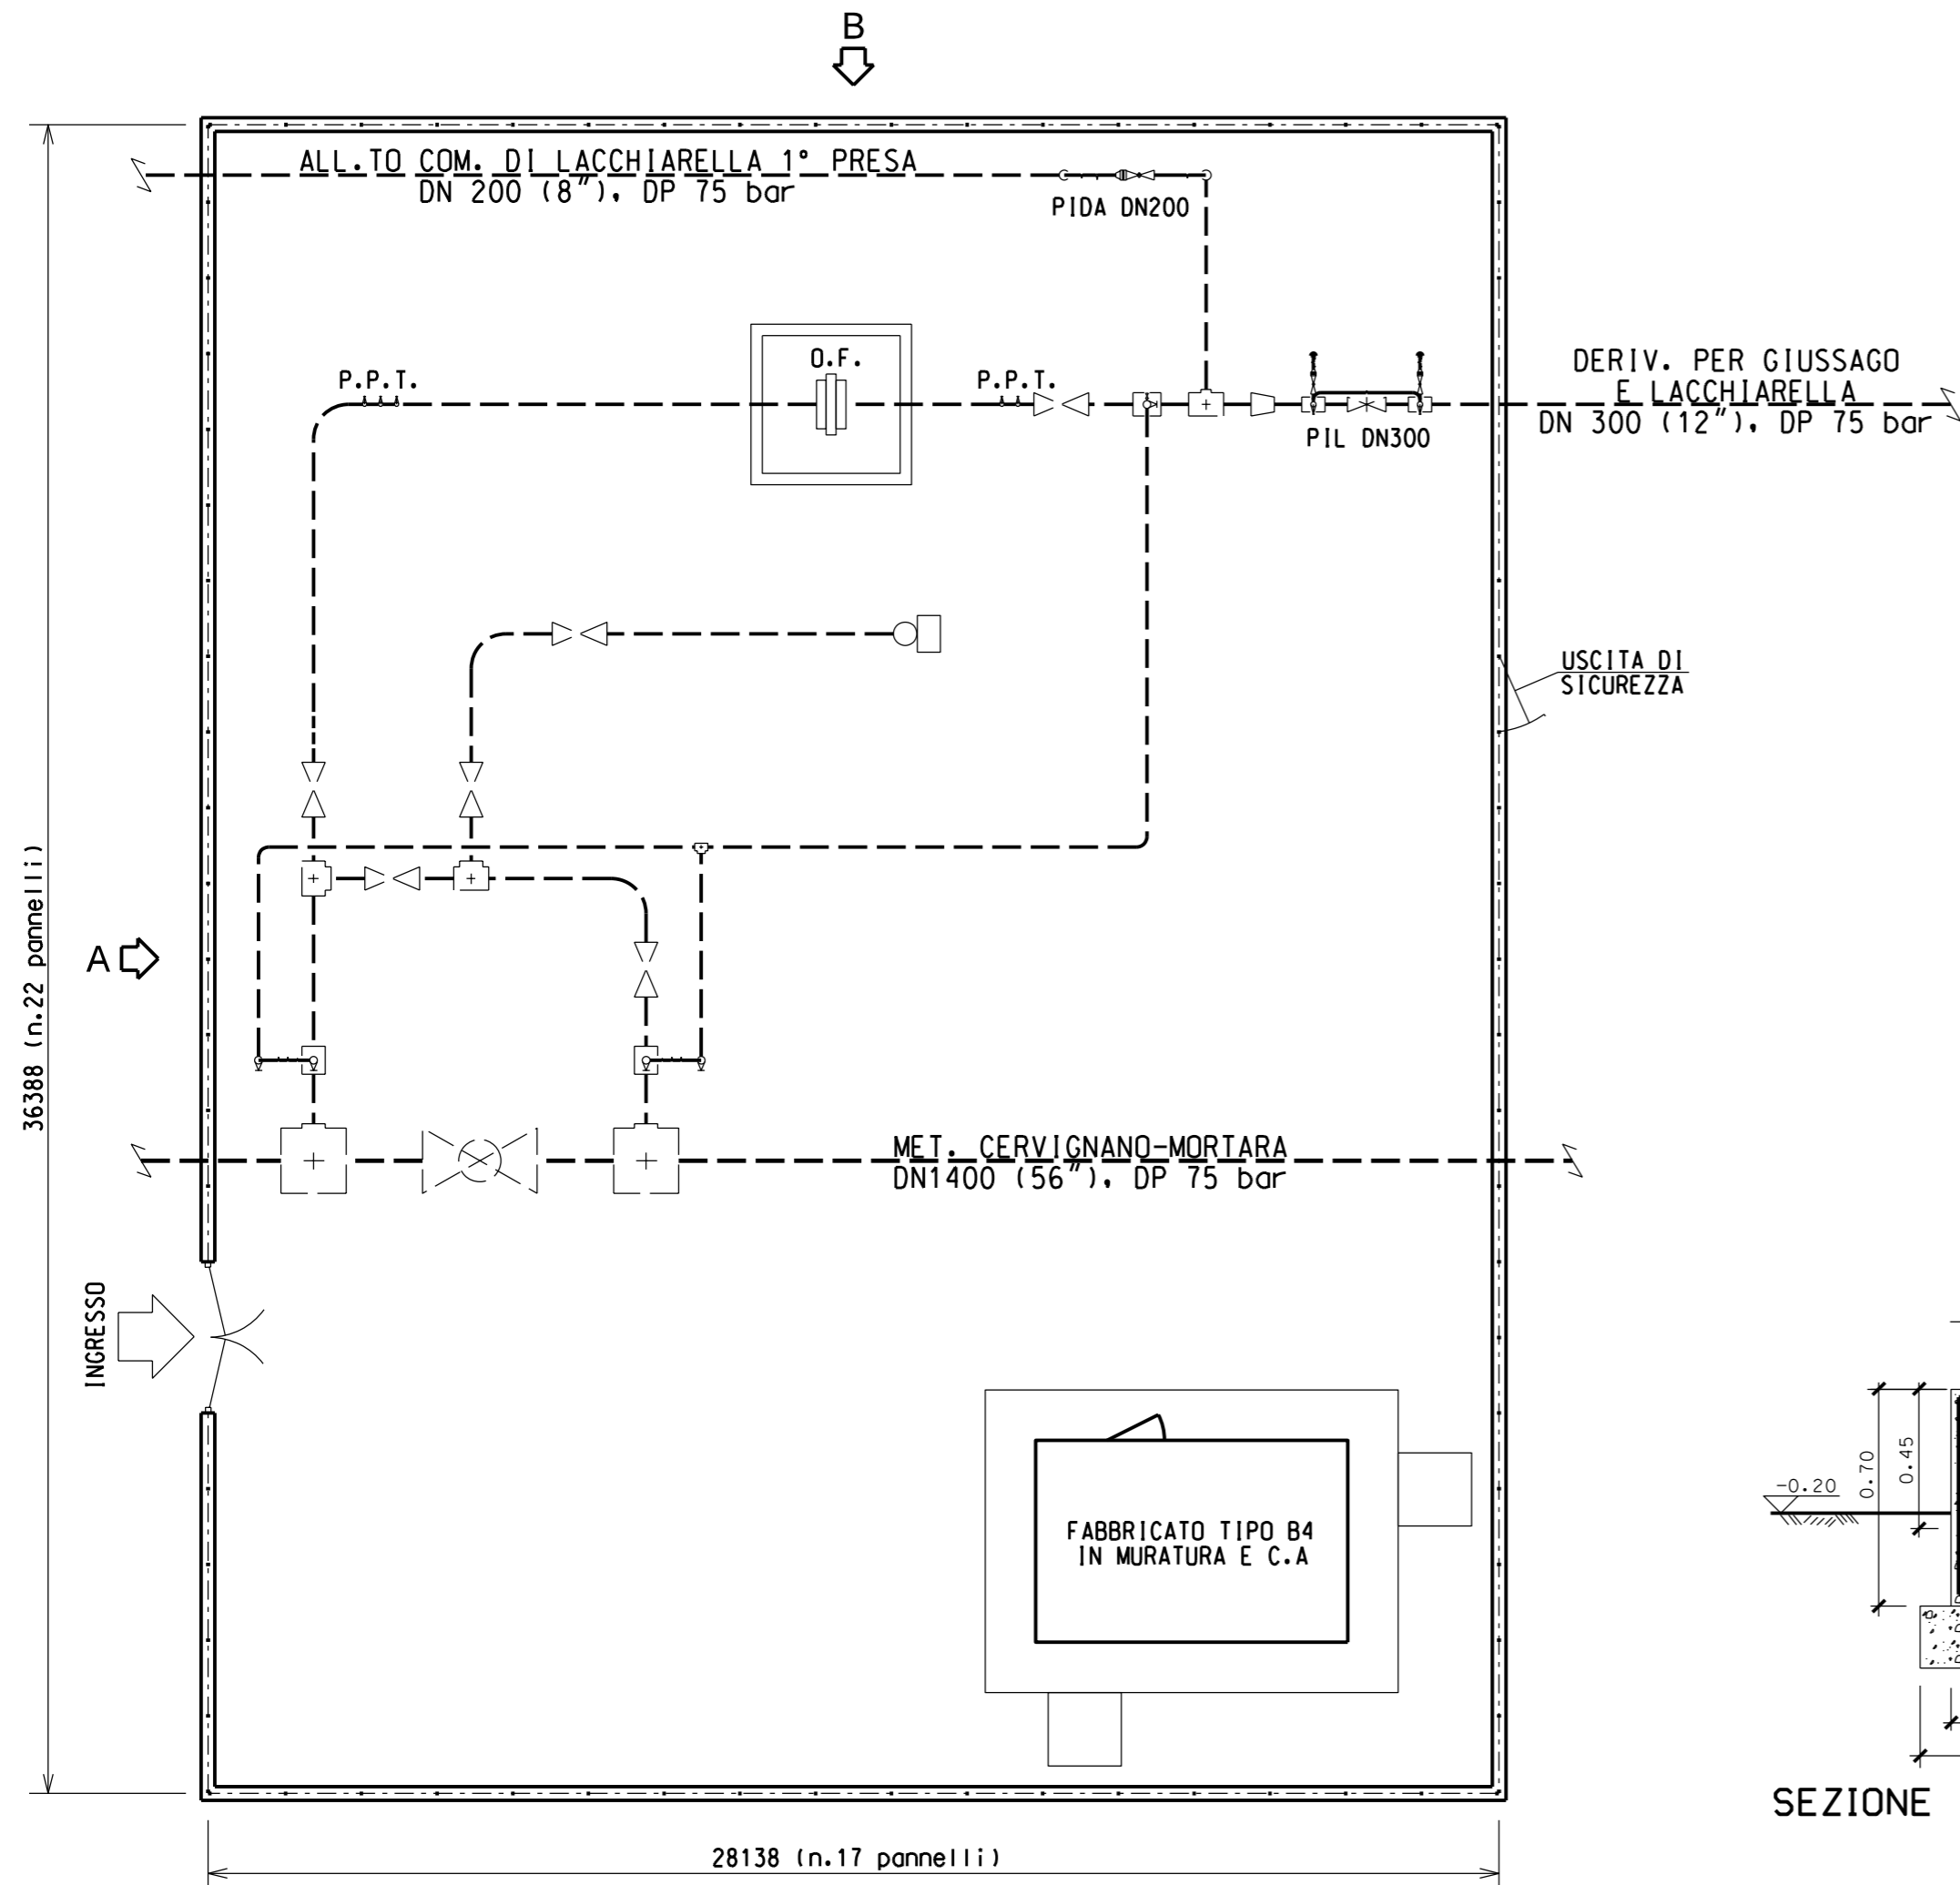 B
ALL.TO COM. DI LACCHIARELLA 1° PRESA
DN 200 (8"), DP 75 bar
PIDA DN200
O.F.
P.P.T.
P.P.T.
DERIV. PER GIUSSAGO
E LACCHIARELLA
DN 300 (12"), DP 75 bar
PIL DN300
USCITA DI
SICUREZZA
36388 (n.22 pannelli)
A
MET. CERVIGNANO-MORTARA
DN1400 (56"), DP 75 bar
INGRESSO
FABBRICATO TIPO B4
IN MURATURA E C.A
-0.20
0.70
0.45
SEZIONE
28138 (n.17 pannelli)